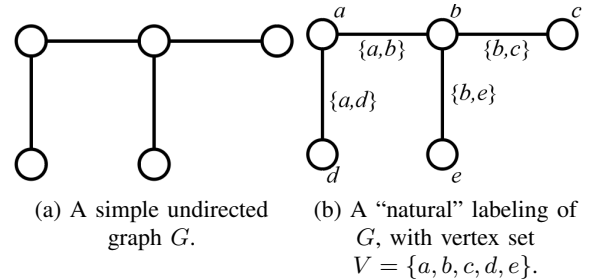 a
b
c
{a,b}
{b,c}
{a,d}
{b,e}
d
e
(a) A simple undirected
graph G.
(b) A “natural” labeling of
G, with vertex set
V = {a, b, c, d, e}.